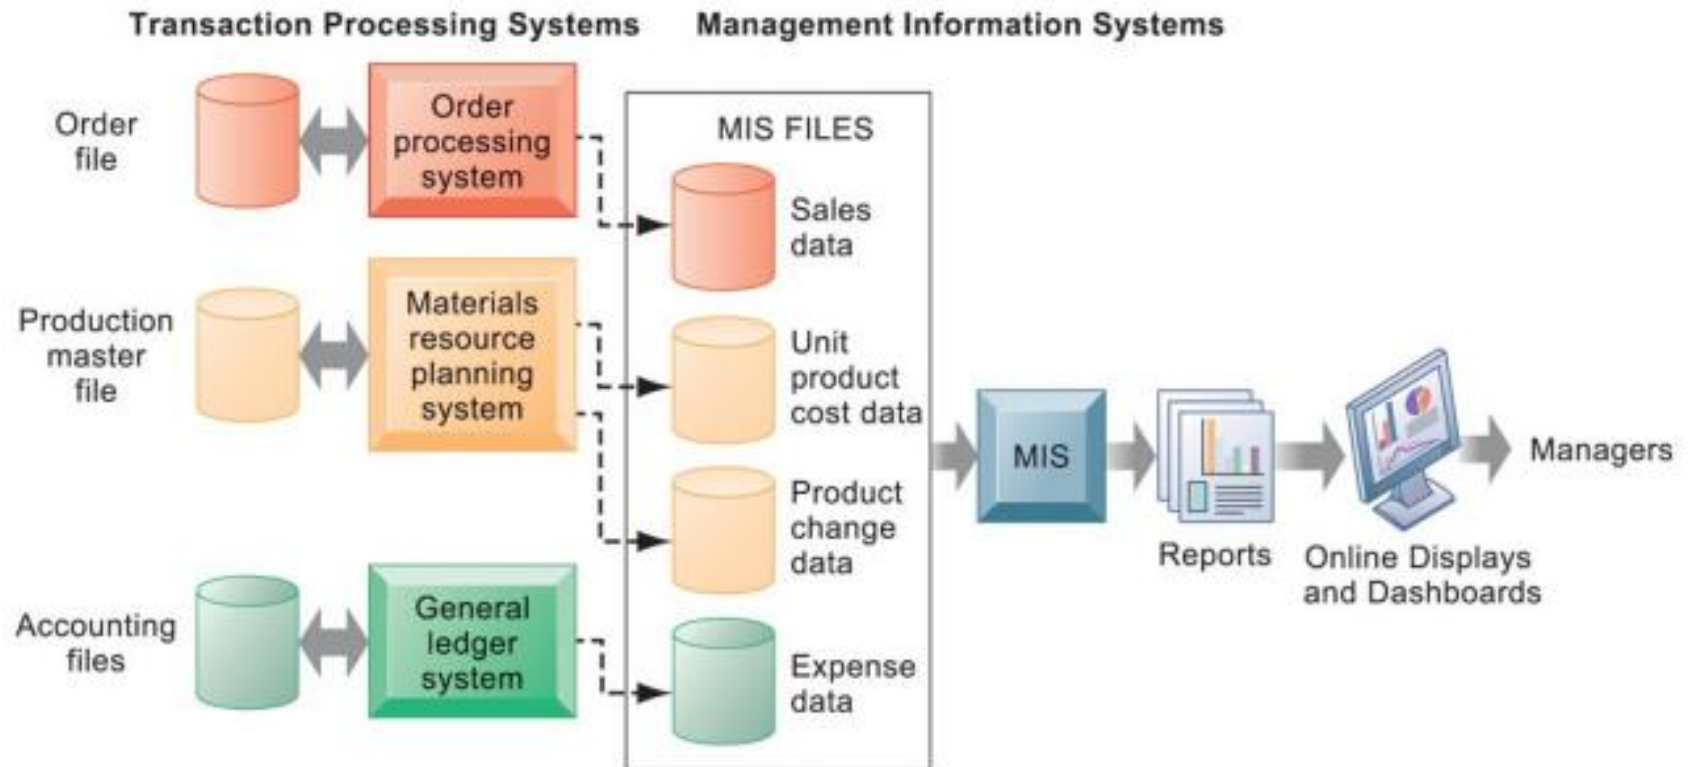 Transaction Processing Systems
Management Information Systems
Order
file
Order
processing
system
Production
master
file
Materials
resource
planning
system
Accounting
files
General
ledger
system
MIS FILES
Sales
data
Unit
product
cost data
Product
change
data
Expense
data
MIS
Reports
Online Displays
and Dashboards
Managers